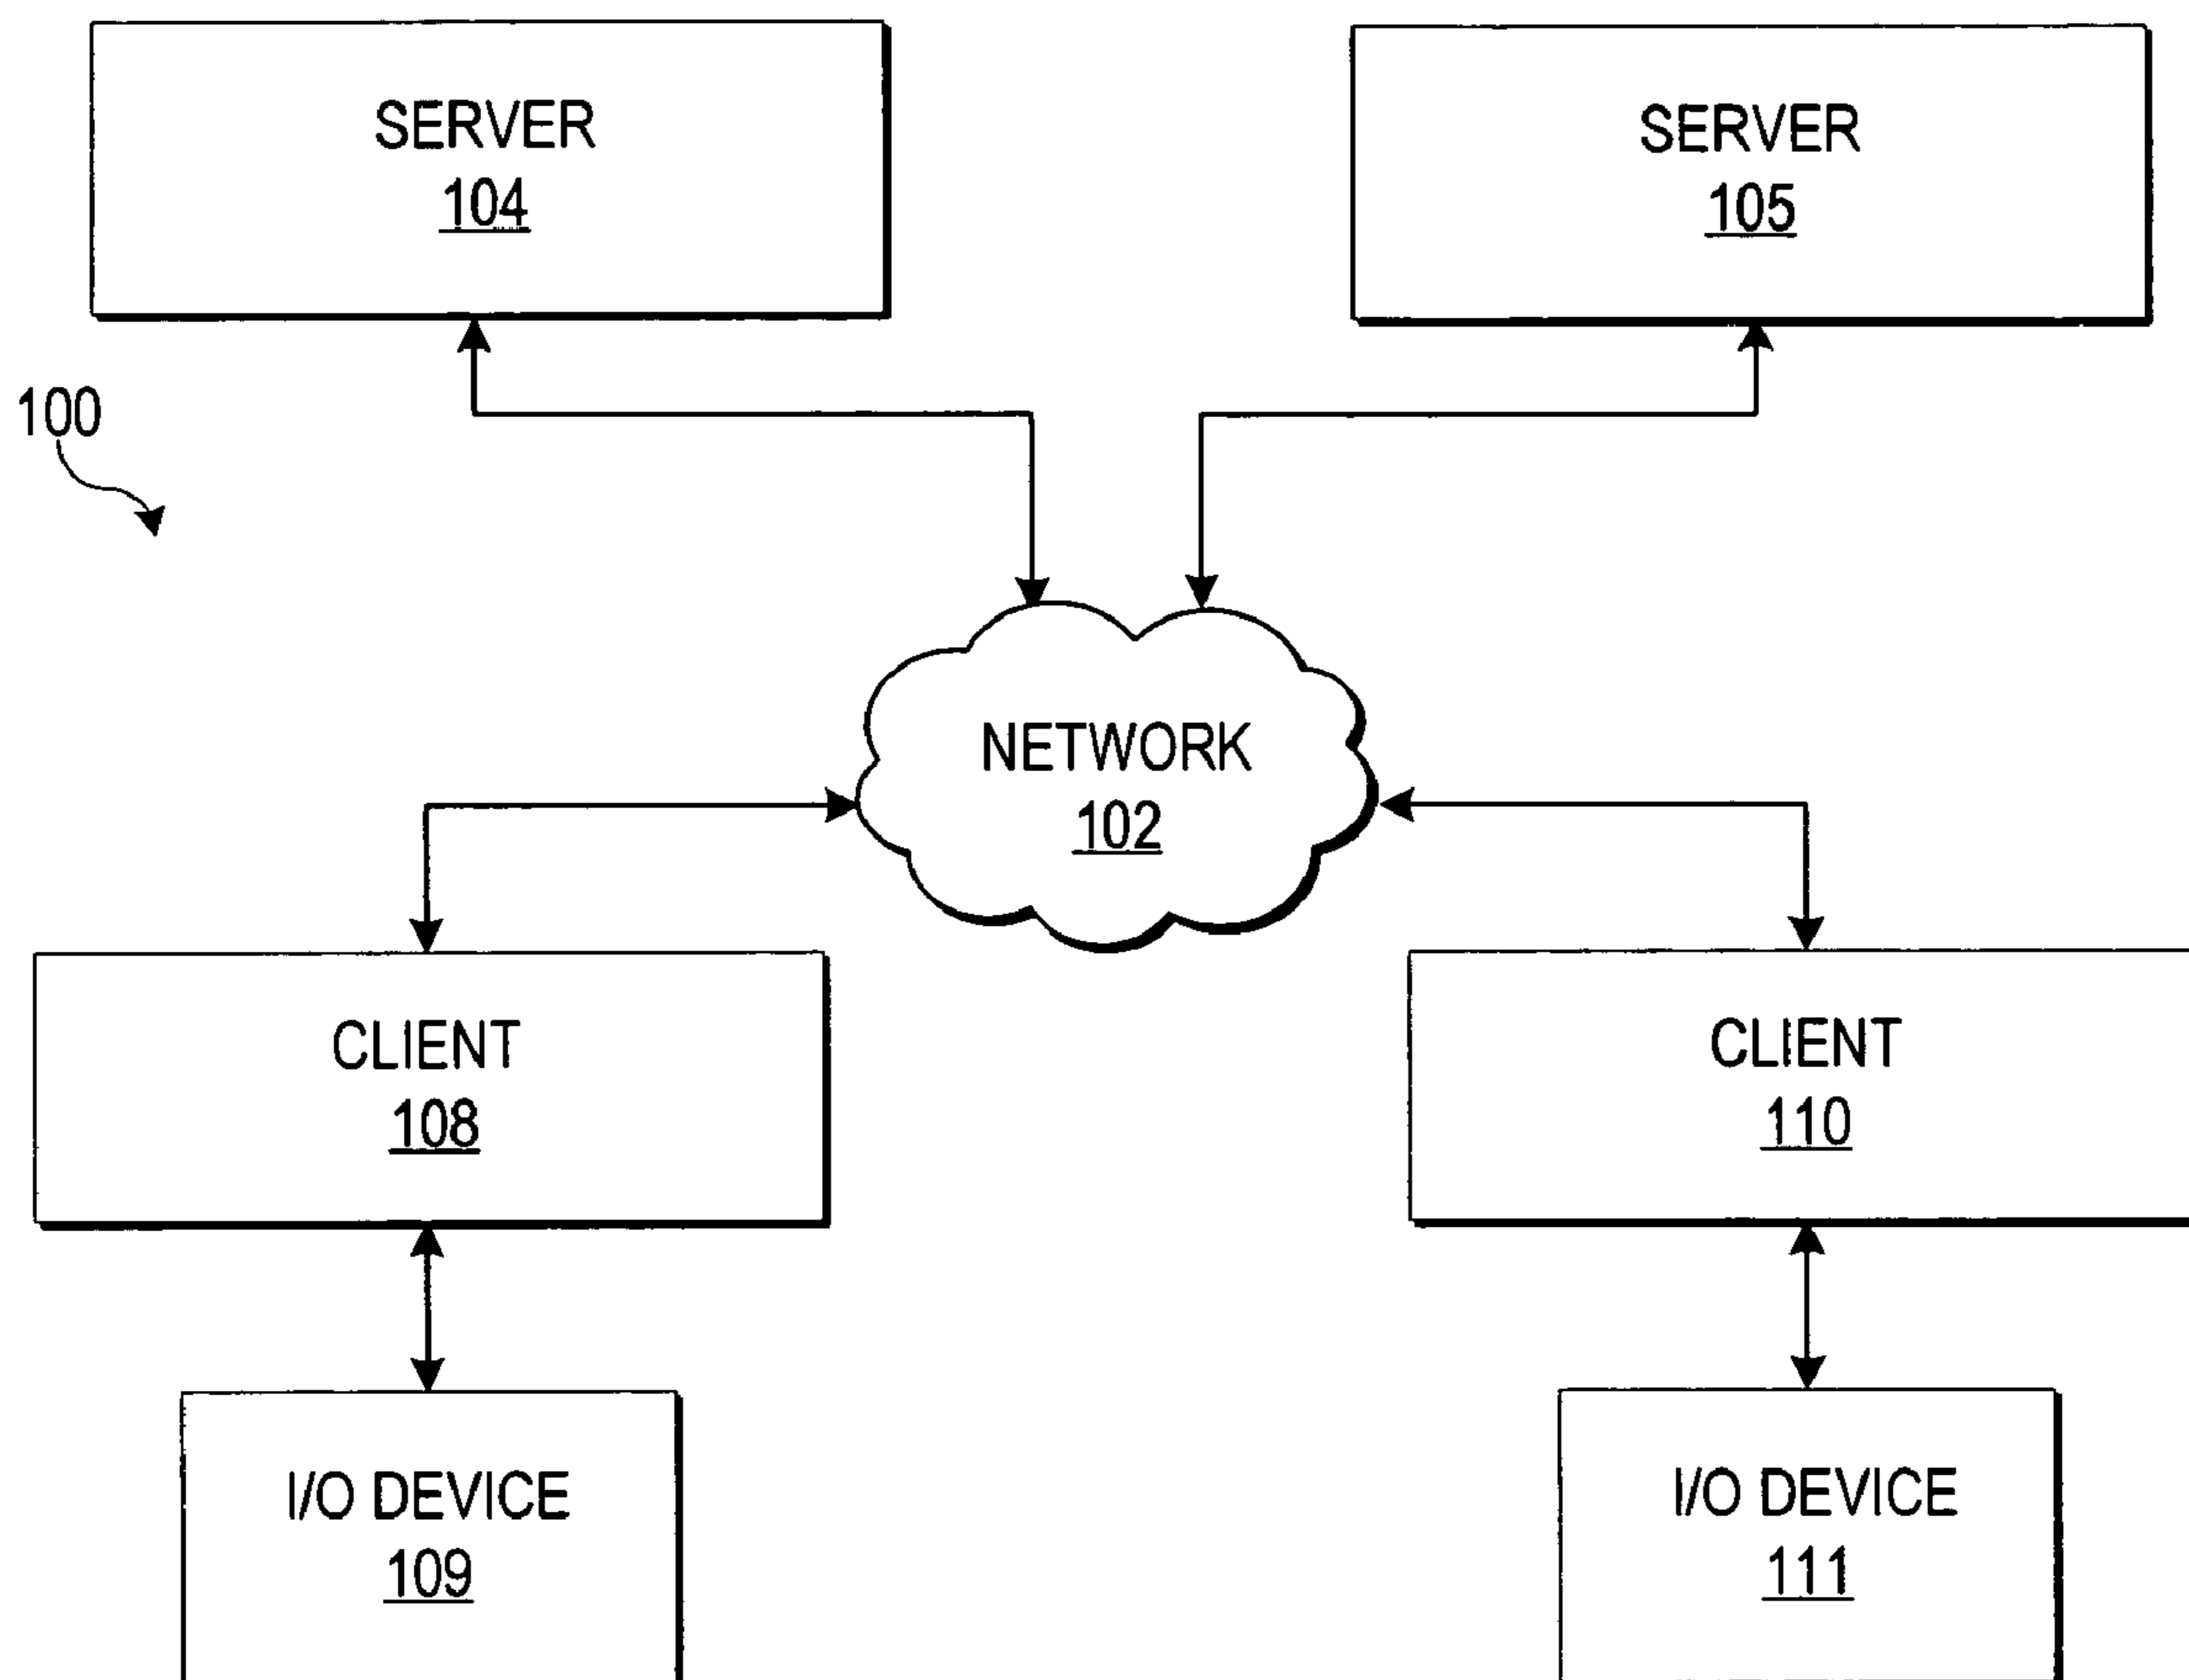 SERVER
104
SERVER
105
100
NETWORK
102
CLIENT
108
CLIENT
110
I/O DEVICE
109
I/O DEVICE
111